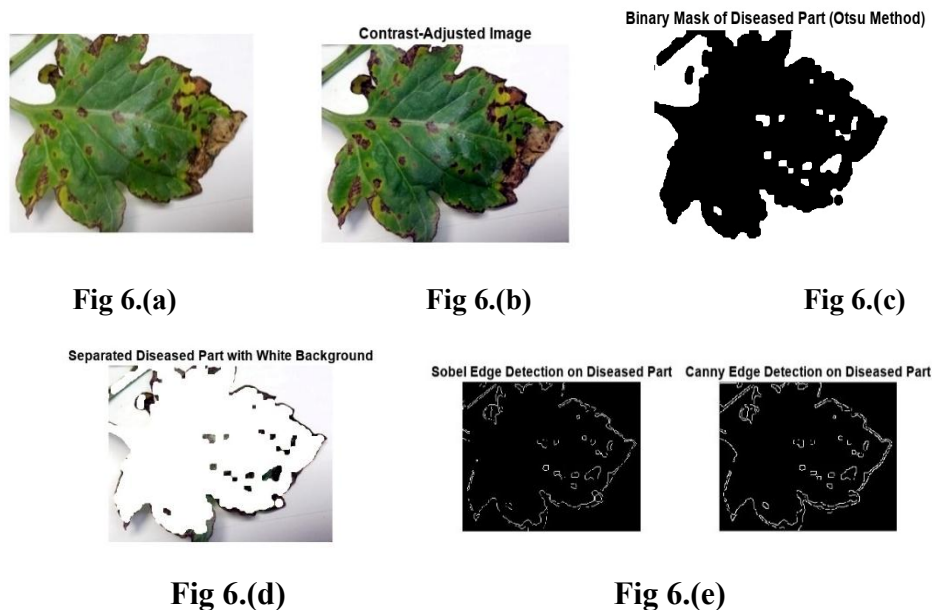 Contrast-Adjusted Image
Binary Mask of Diseased Part (Otsu Method)
Fig 6.(a)
Fig 6.(b)
Fig 6.(c)
Separated Diseased Part with White Background
Sobel Edge Detection on Diseased Part
Canny Edge Detection on Diseased Part
Fig 6.(d)
Fig 6.(e)